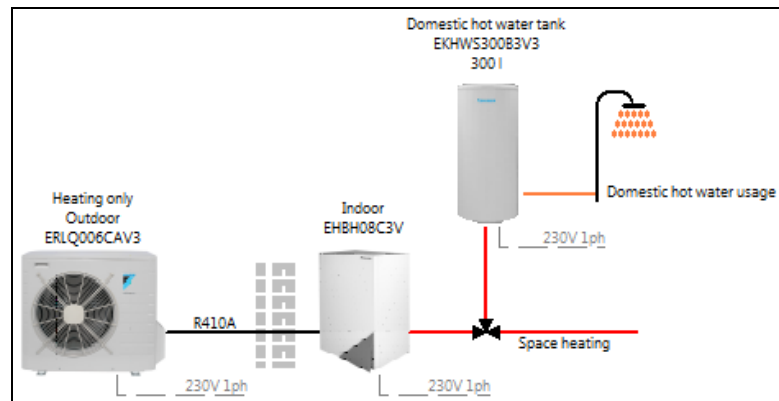 Domestic hot water tank
EKHWS300B3V3
300 l
Domestic hot water usage
Heating only
Outdoor
ERLQ006CAV3
Indoor
EHBH08C3V
230V 1ph
R410A
Space heating
230V 1ph
230V 1ph